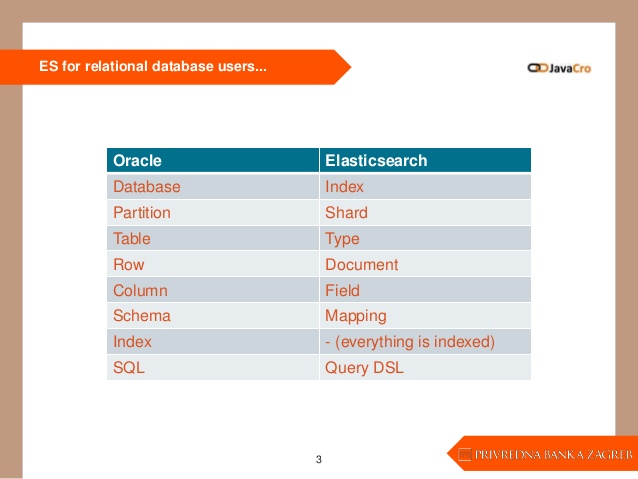 ES for relational database users...
JavaCro
Oracle Elasticsearch
Database Index
Partition Shard
Table Type
Row Document
Column Field
Schema Mapping
Index - (everything is indexed)
SQL Query DSL
3
PRIVREDNA BANKA ZAGREB